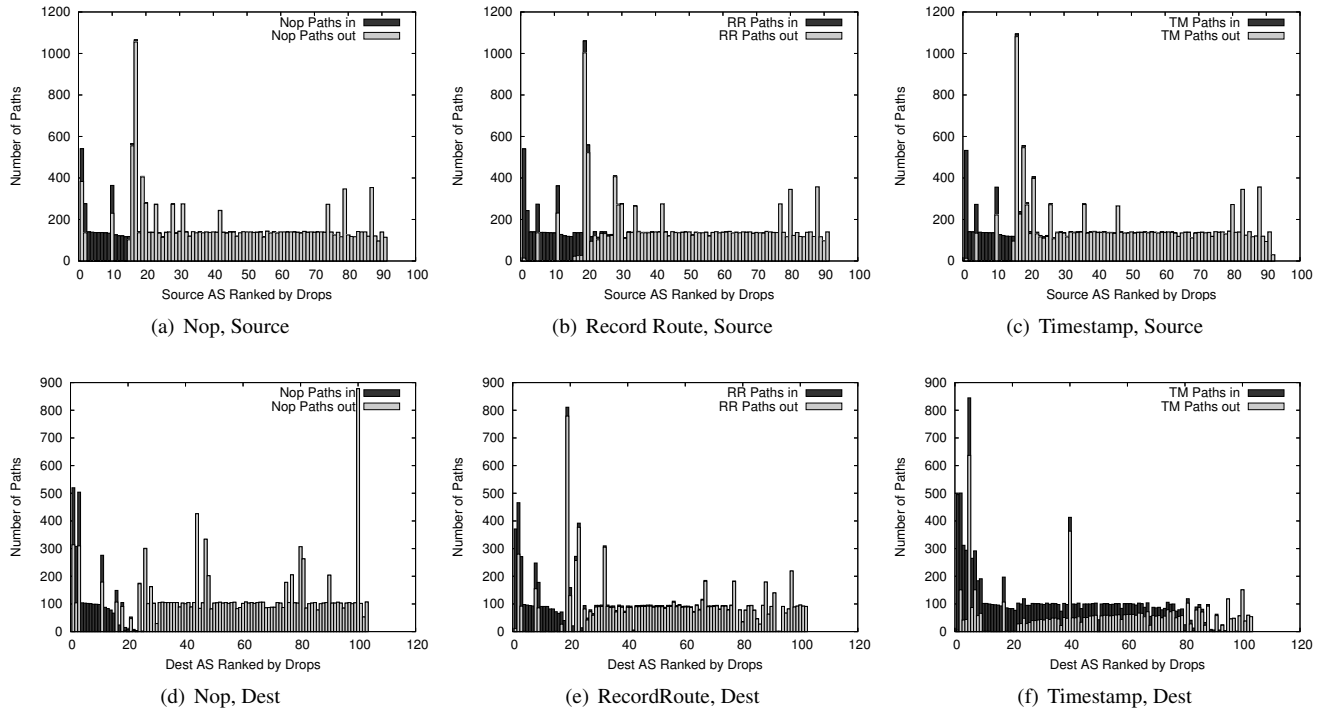 1200
1000
800
600
400
200
0
Number of Paths
Nop Paths in
Nop Paths out
0 10 20 30 40 50 60 70 80 90 100
Source AS Ranked by Drops
(a) Nop, Source
1200
1000
800
600
400
200
0
Number of Paths
RR Paths in
RR Paths out
0 10 20 30 40 50 60 70 80 90 100
Source AS Ranked by Drops
(b) Record Route, Source
1200
1000
800
600
400
200
0
Number of Paths
TM Paths in
TM Paths out
0 10 20 30 40 50 60 70 80 90 100
Source AS Ranked by Drops
(c) Timestamp, Source
900
800
700
600
500
400
300
200
100
0
Number of Paths
Nop Paths in
Nop Paths out
0 20 40 60 80 100 120
Dest AS Ranked by Drops
(d) Nop, Dest
900
800
700
600
500
400
300
200
100
0
Number of Paths
RR Paths in
RR Paths out
0 20 40 60 80 100 120
Dest AS Ranked by Drops
(e) RecordRoute, Dest
900
800
700
600
500
400
300
200
100
0
Number of Paths
TM Paths in
TM Paths out
0 20 40 60 80 100 120
Dest AS Ranked by Drops
(f) Timestamp, Dest